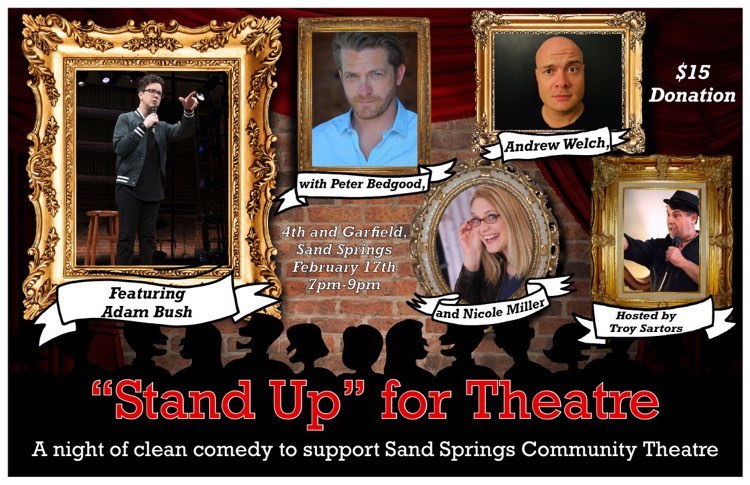 $15
Donation
Featuring
Adam Bush
with Peter Bedgood,
Andrew Welch,
and Nicole Miller
Hosted by
Troy Sartors
4th and Garfield,
Sand Springs
February 17th
7pm-9pm
“Stand Up” for Theatre
A night of clean comedy to support Sand Springs Community Theatre